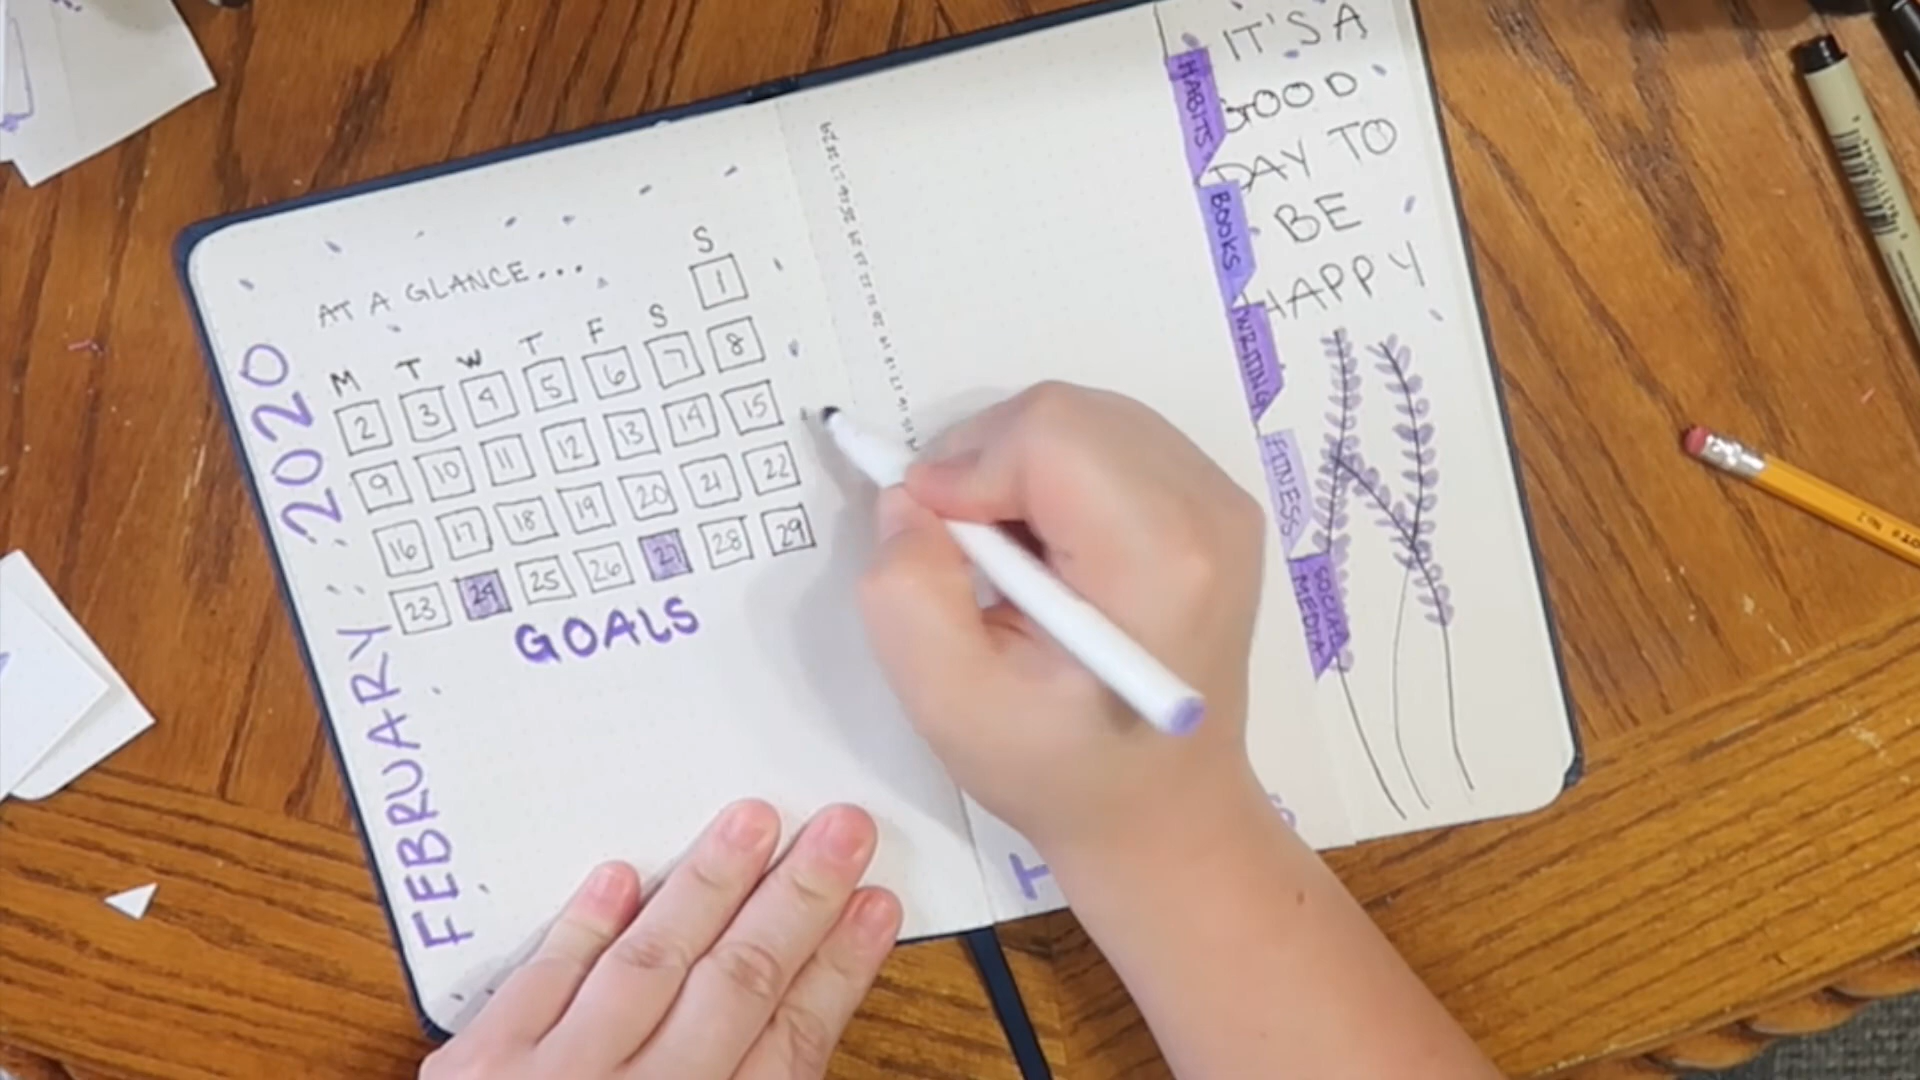 FEBRUARY : 2020
AT A GLANCE...
M T W T F S S
1
2 3 4 5 6 7 8
9 10 11 12 13 14 15
16 17 18 19 20 21 22
23 24 25 26 27 28 29
GOALS
T
HABITS
BOOKS
WRITING
FITNESS
SOCIAL
MEDIA
IT'S A
GOOD
DAY TO
BE
HAPPY